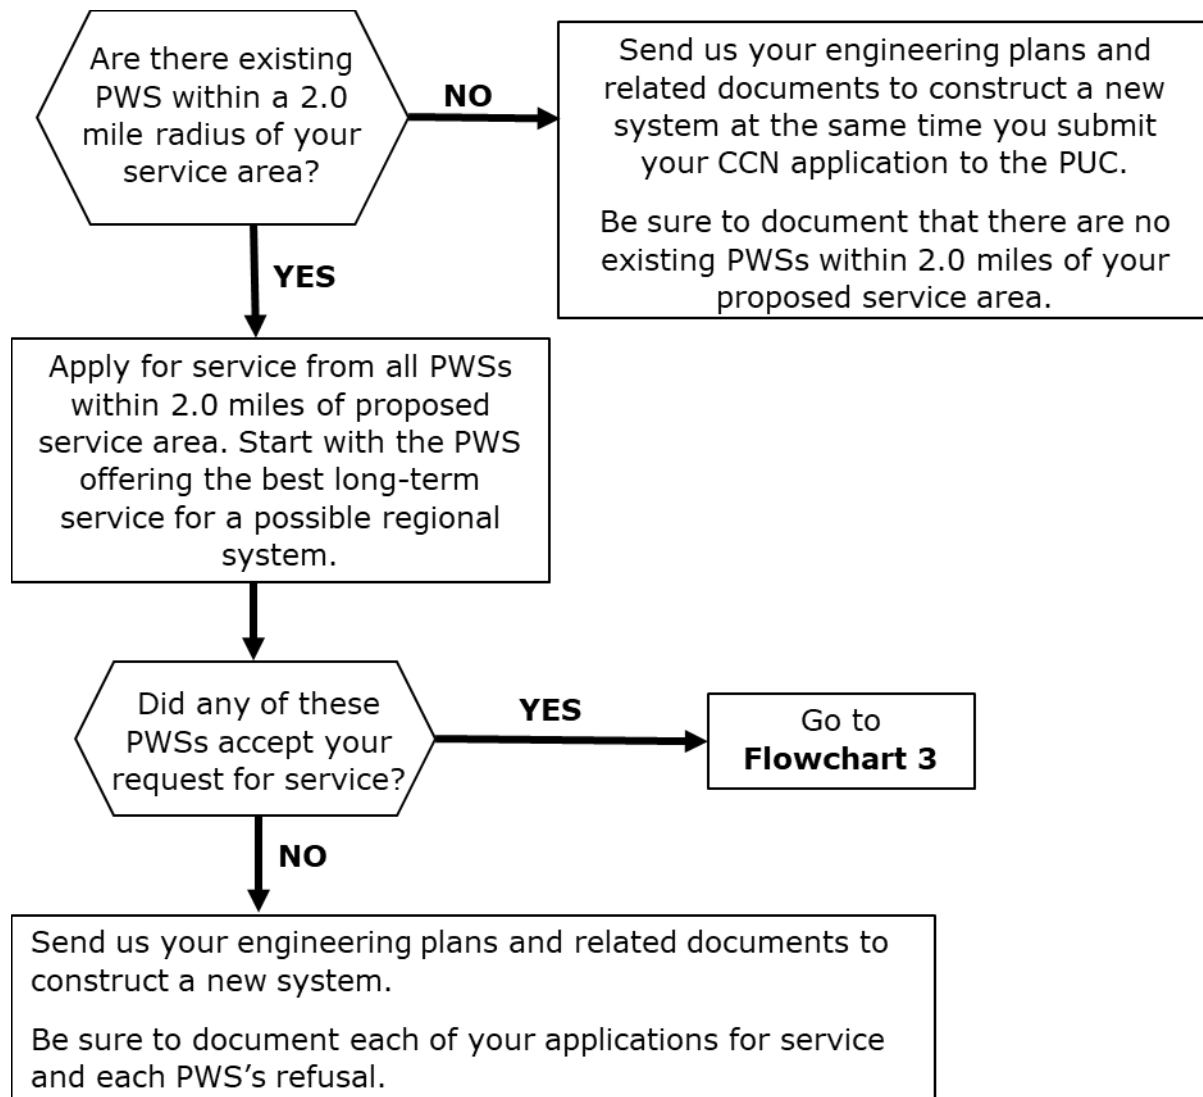 Are there existing
PWS within a 2.0
mile radius of your
service area?
NO
Send us your engineering plans and
related documents to construct a new
system at the same time you submit
your CCN application to the PUC.
Be sure to document that there are no
existing PWSs within 2.0 miles of your
proposed service area.
YES
Apply for service from all PWSs
within 2.0 miles of proposed
service area. Start with the PWS
offering the best long-term
service for a possible regional
system.
Did any of these
PWSs accept your
request for service?
YES
Go to
Flowchart 3
NO
Send us your engineering plans and related documents to
construct a new system.
Be sure to document each of your applications for service
and each PWS’s refusal.